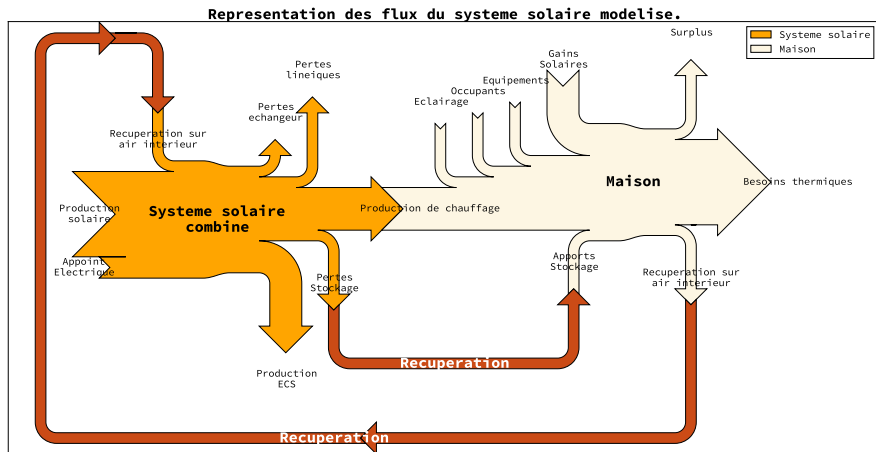 Representation des flux du systeme solaire modelise.
Systeme solaire
Maison
Surplus
Gains
Solaires
Pertes
lineiques
Equipements
Occupants
Eclairage
Pertes
echangeur
Recuperation sur
air interieur
Maison
Besoins thermiques
Production
solaire
Systeme solaire
combine
Production de chauffage
Appoint
Electrique
Pertes
Stockage
Apports
Stockage
Recuperation sur
air interieur
Recuperation
Production
ECS
Recuperation